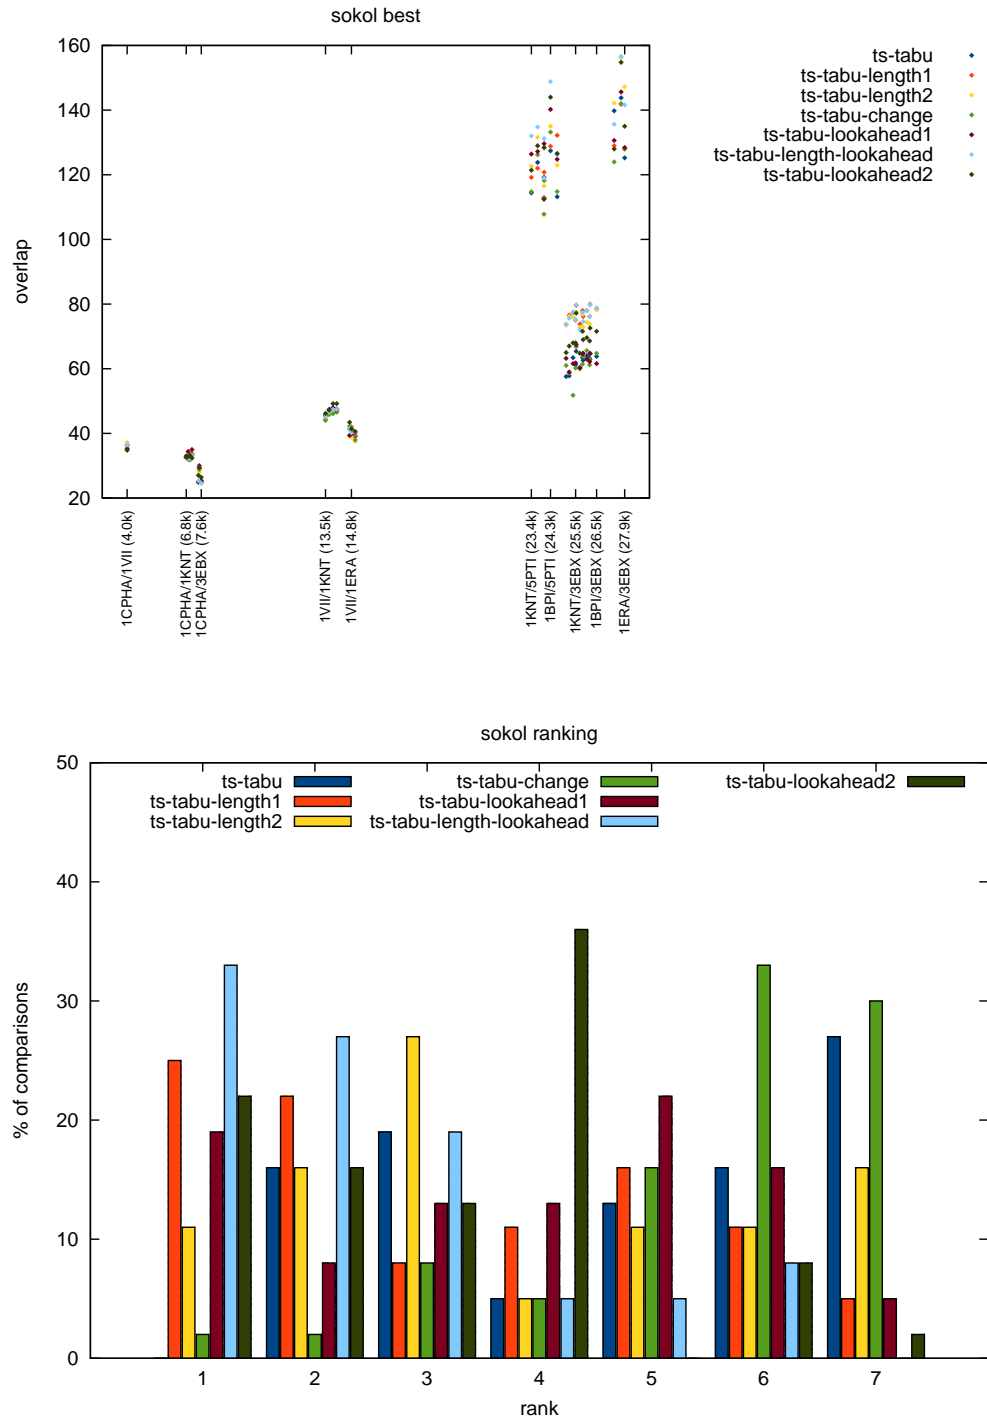 sokol best
160
140
120
100
80
60
40
20
overlap
ts-tabu
ts-tabu-length1
ts-tabu-length2
ts-tabu-change
ts-tabu-lookahead1
ts-tabu-length-lookahead
ts-tabu-lookahead2
1CPHA/1VII (4.0k)
1CPHA/1KNT (6.8k)
1CPHA/3EBX (7.6k)
1VII/1KNT (13.5k)
1VII/1ERA (14.8k)
1KNT/5PTI (23.4k)
1BPI/5PTI (24.3k)
1KNT/3EBX (25.5k)
1BPI/3EBX (26.5k)
1ERA/3EBX (27.9k)
sokol ranking
50
40
30
20
10
0
% of comparisons
ts-tabu
ts-tabu-length1
ts-tabu-length2
ts-tabu-change
ts-tabu-lookahead1
ts-tabu-length-lookahead
ts-tabu-lookahead2
1 2 3 4 5 6 7
rank